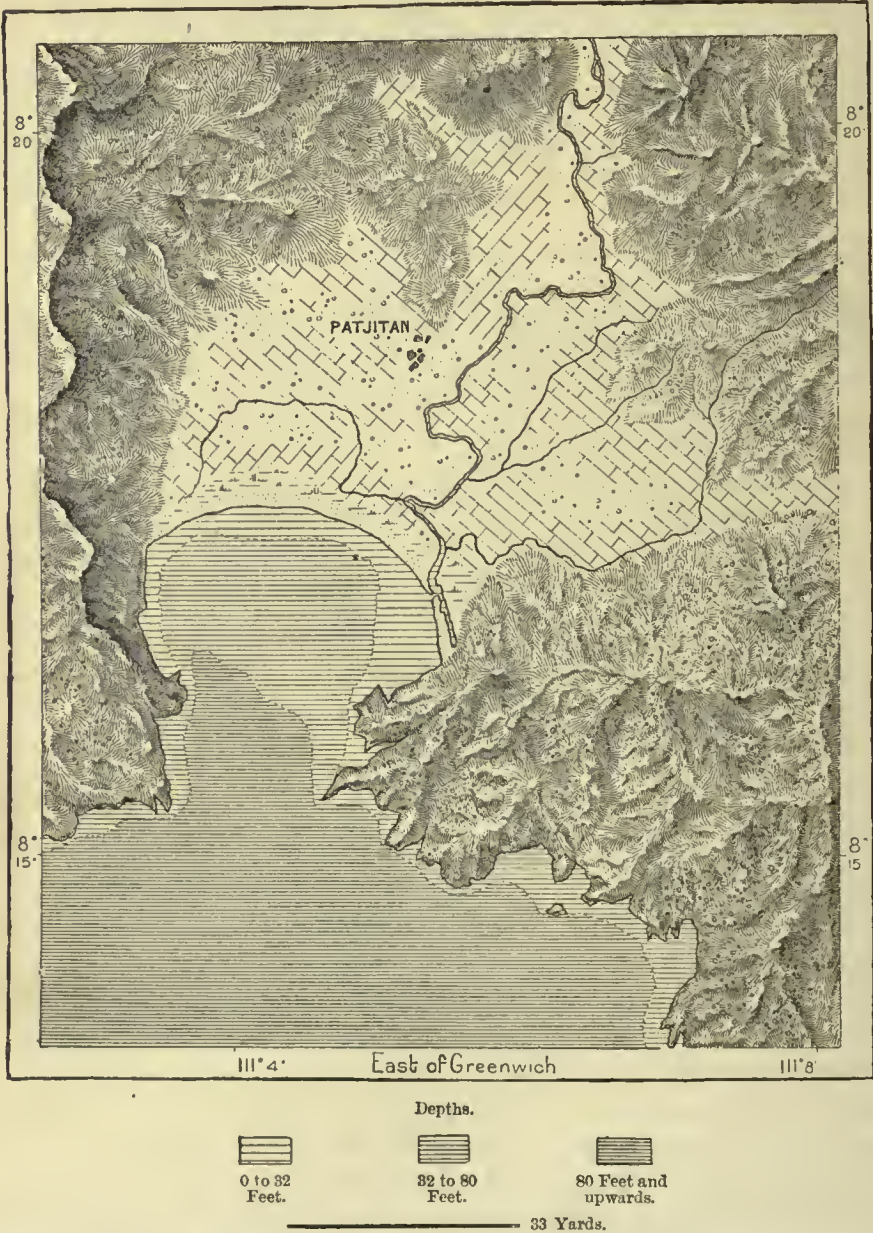 8°
20
8°
20
PATJITAN
8°
15
8°
15
111°4'
East of Greenwich
111°8'
Depths.
0 to 32
Feet.
32 to 80
Feet.
80 Feet and
upwards.
33 Yards.